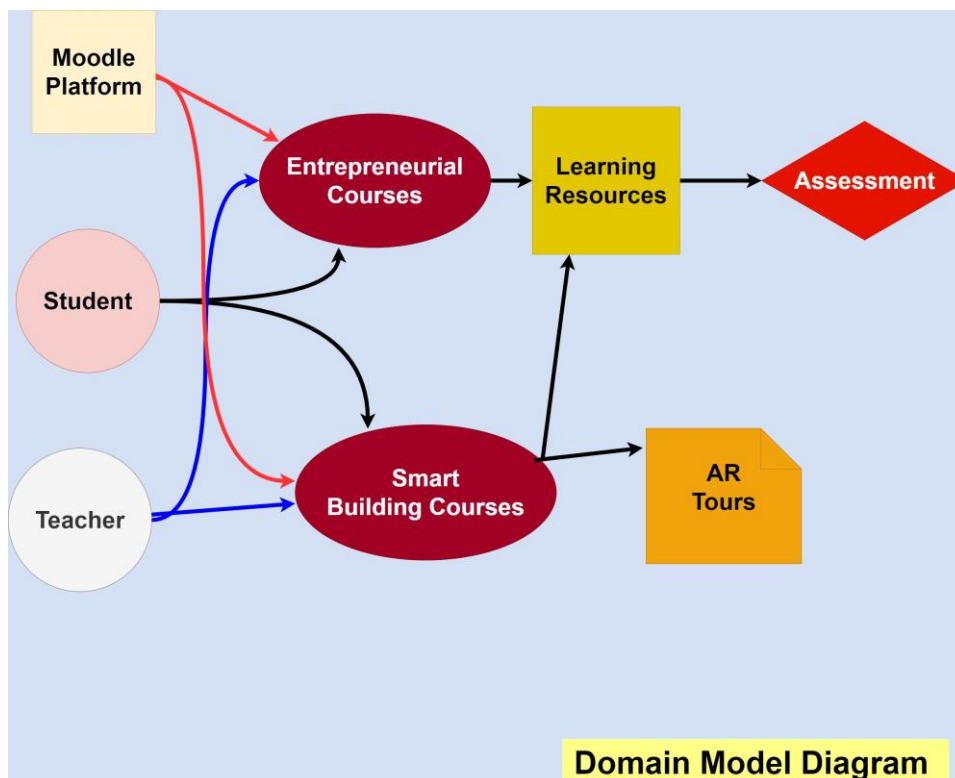 Moodle
Platform
Entrepreneurial
Courses
Learning
Resources
Assessment
Student
Teacher
Smart
Building Courses
AR
Tours
Domain Model Diagram